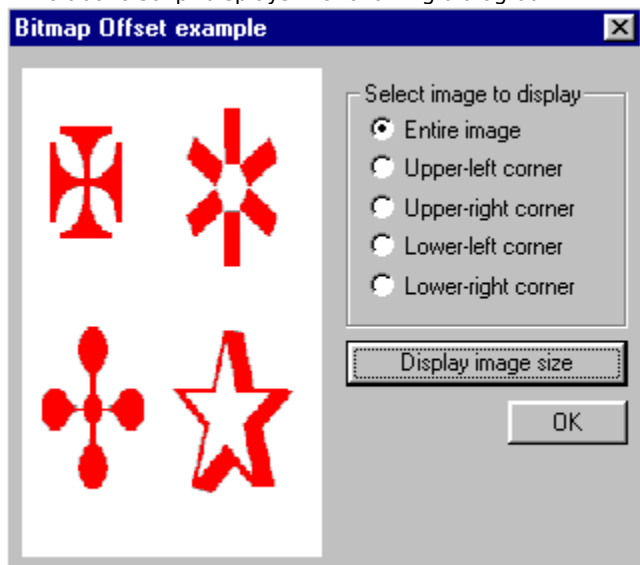 Bitmap Offset example
Select image to display
Entire image
Upper-left corner
Upper-right corner
Lower-left corner
Lower-right corner
Display image size
OK